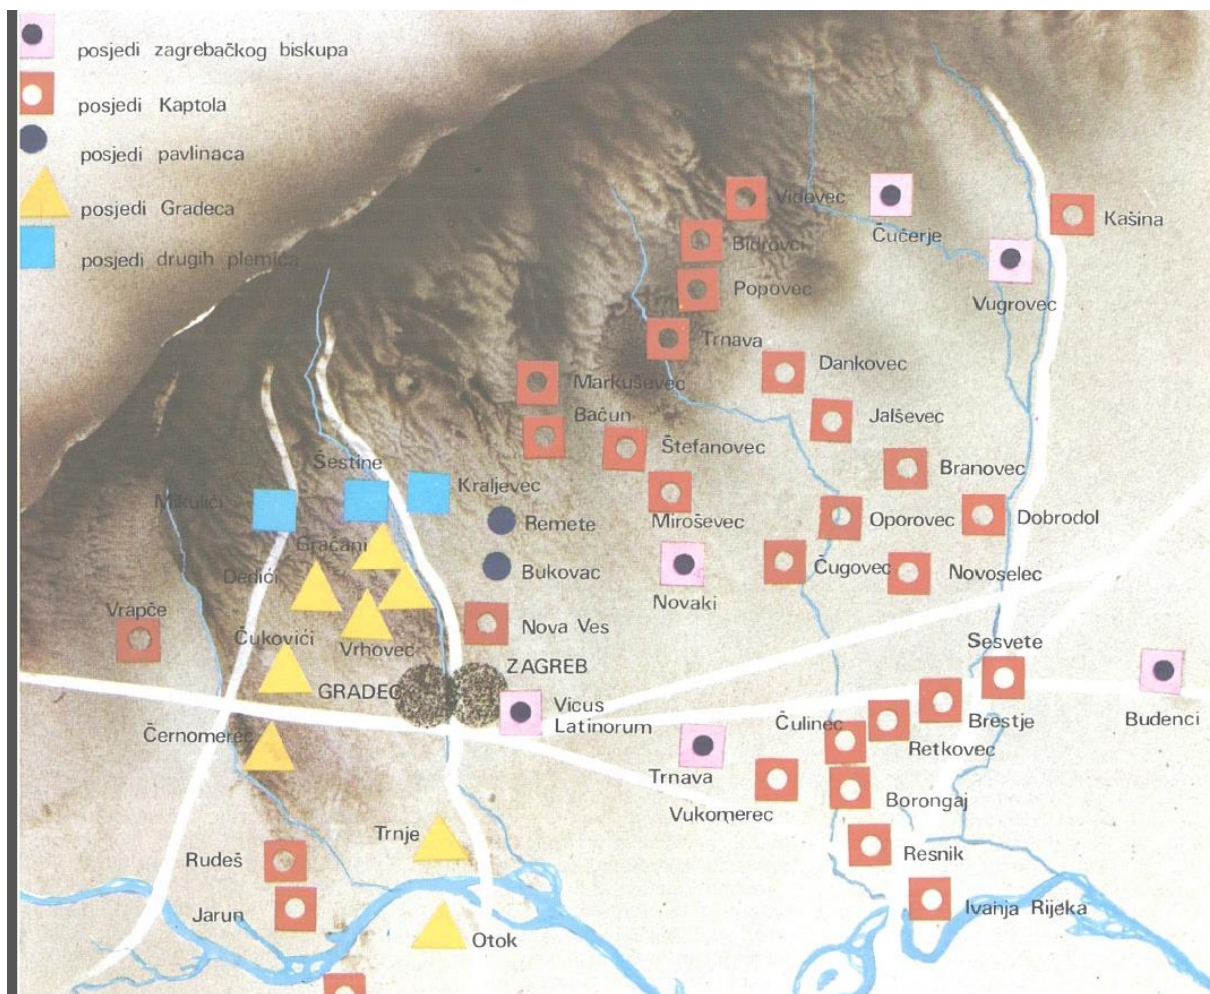 posjedi zagrebačkog biskupa
posjedi Kaptola
posjedi pavlinaca
posjedi Gradeca
posjedi drugih plemića
Vidovec
Bidrovci
Čučerje
Kašina
Popovec
Vugrovec
Trnava
Dankovec
Markuševec
Bačun
Jalševec
Štefanovec
Šestine
Branovec
Kraljevec
Mikulići
Miroševec
Oporovec
Dobrodol
Remete
Gračani
Dedići
Bukovac
Čugovec
Novoselec
Novaki
Vrapče
Čukovići
Vrhovec
Nova Ves
Sesvete
GRADEC
ZAGREB
Vicus
Latinorum
Budenci
Brestje
Čulinec
Retkovec
Černomerec
Trnava
Vukomerec
Borongaj
Trnje
Resnik
Rudeš
Jarun
Ivanja Rijeka
Otok